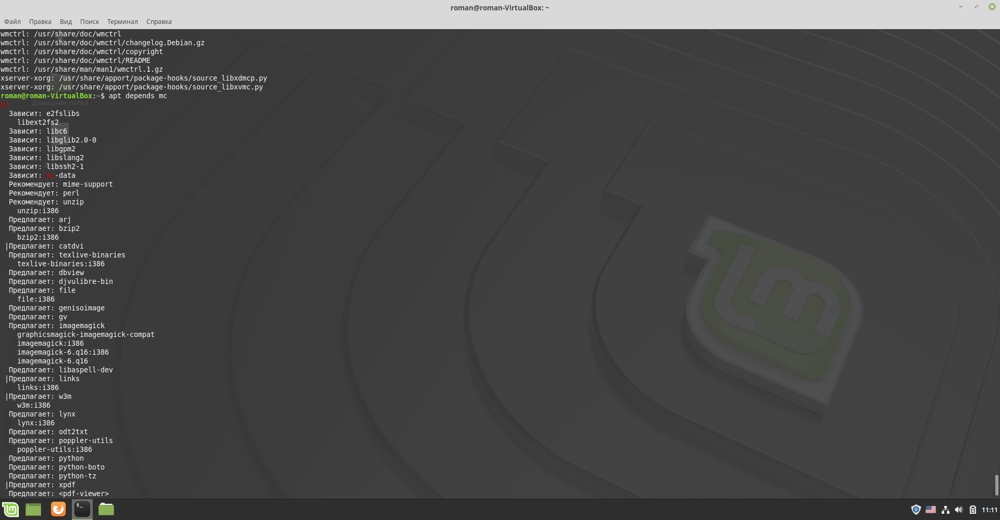 roman@roman-VirtualBox: ~
Файл Правка Вид Поиск Терминал Справка
wmctrl: /usr/share/doc/wmctrl
wmctrl: /usr/share/doc/wmctrl/changelog.Debian.gz
wmctrl: /usr/share/doc/wmctrl/copyright
wmctrl: /usr/share/doc/wmctrl/README
wmctrl: /usr/share/man/man1/wmctrl.1.gz
xserver-xorg: /usr/share/apport/package-hooks/source_libxdmcp.py
xserver-xorg: /usr/share/apport/package-hooks/source_libxvmc.py
roman@roman-VirtualBox:~$ apt depends mc
Домашняя папка
mc
  Зависит: e2fslibs
    libext2fs2
  Зависит: libc6
  Зависит: libglib2.0-0
  Зависит: libgpm2
  Зависит: libslang2
  Зависит: libssh2-1
  Зависит: mc-data
  Рекомендует: mime-support
  Рекомендует: perl
  Рекомендует: unzip
    unzip:i386
  Предлагает: arj
  Предлагает: bzip2
    bzip2:i386
 |Предлагает: catdvi
  Предлагает: texlive-binaries
    texlive-binaries:i386
  Предлагает: dbview
  Предлагает: djvulibre-bin
  Предлагает: file
    file:i386
  Предлагает: genisoimage
  Предлагает: gv
  Предлагает: imagemagick
    graphicsmagick-imagemagick-compat
    imagemagick:i386
    imagemagick-6.q16:i386
    imagemagick-6.q16
  Предлагает: libaspell-dev
 |Предлагает: links
    links:i386
 |Предлагает: w3m
    w3m:i386
  Предлагает: lynx
    lynx:i386
  Предлагает: odt2txt
  Предлагает: poppler-utils
    poppler-utils:i386
  Предлагает: python
  Предлагает: python-boto
  Предлагает: python-tz
 |Предлагает: xpdf
  Предлагает: <pdf-viewer>
11:11